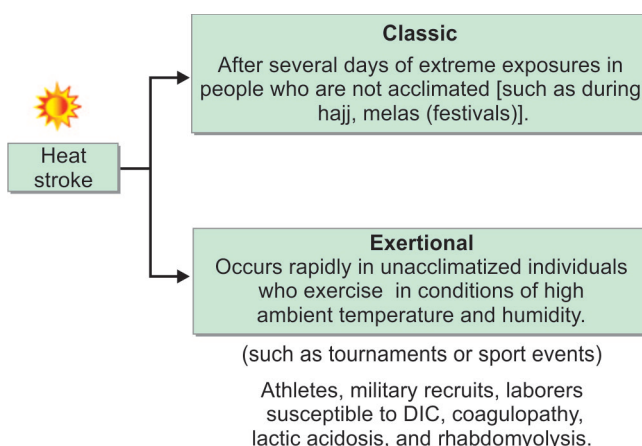 Classic
After several days of extreme exposures in
people who are not acclimated [such as during
hajj, melas (festivals)].
Heat
stroke
Exertional
Occurs rapidly in unacclimatized individuals
who exercise in conditions of high
ambient temperature and humidity.
(such as tournaments or sport events)
Athletes, military recruits, laborers
susceptible to DIC, coagulopathy,
lactic acidosis, and rhabdomyolysis.